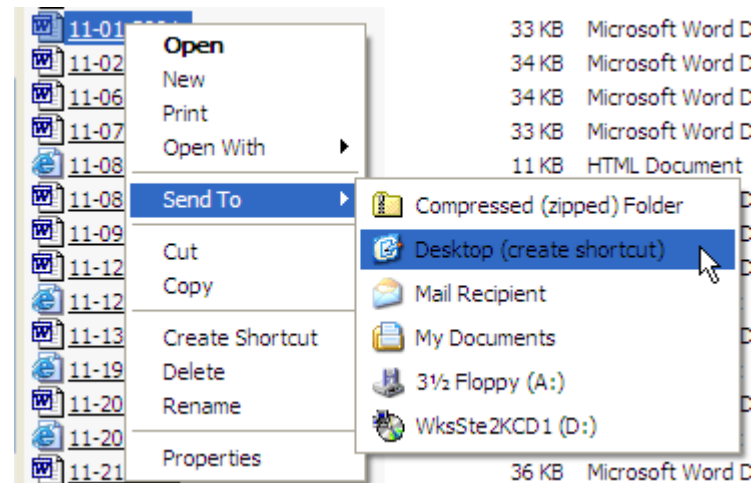 11-01 33 KB Microsoft Word D
11-02 34 KB Microsoft Word D
11-06 34 KB Microsoft Word D
11-07 33 KB Microsoft Word D
11-08 11 KB HTML Document
11-08
11-09
11-12
11-12
11-13
11-19
11-20
11-20
11-21 36 KB Microsoft Word D
Open
New
Print
Open With
Send To
Cut
Copy
Create Shortcut
Delete
Rename
Properties
Compressed (zipped) Folder
Desktop (create shortcut)
Mail Recipient
My Documents
3½ Floppy (A:)
WksSte2KCD1 (D:)